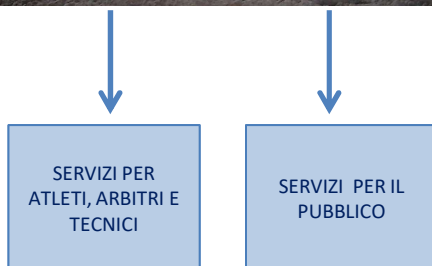 SERVIZI PER
ATLETI, ARBITRI E
TECNICI
SERVIZI PER IL
PUBBLICO